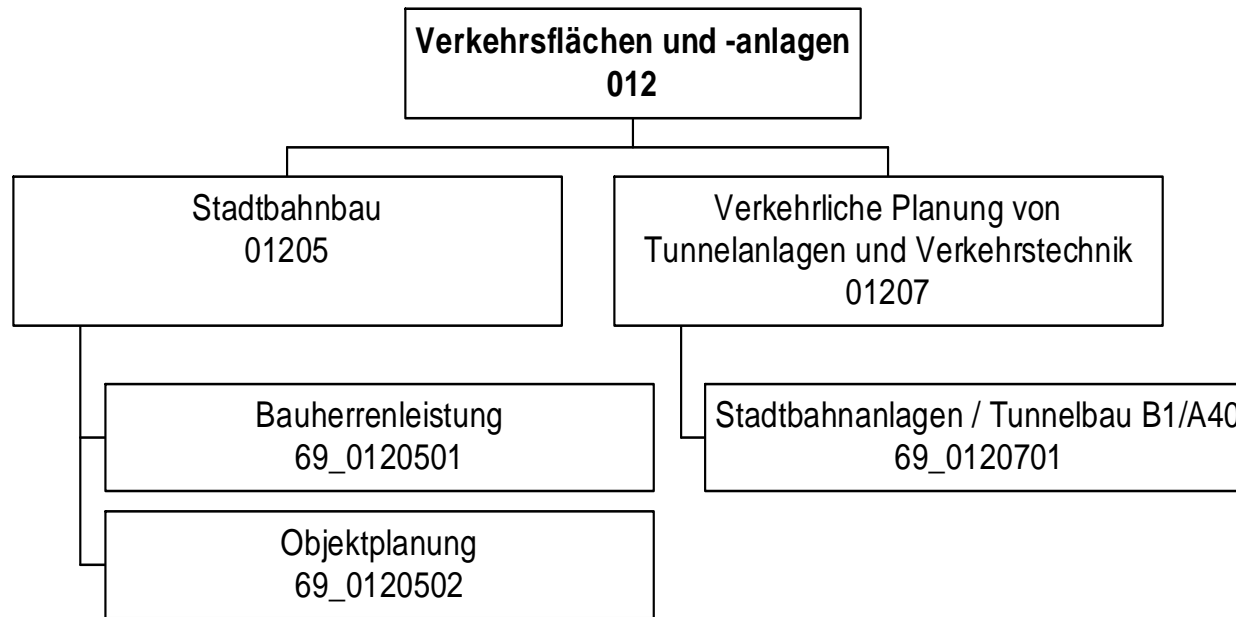 Verkehrsflächen und -anlagen
012
Stadtbahnbau
01205
Verkehrliche Planung von
Tunnelanlagen und Verkehrstechnik
01207
Bauherrenleistung
69_0120501
Objektplanung
69_0120502
Stadtbahnanlagen / Tunnelbau B1/A40
69_0120701